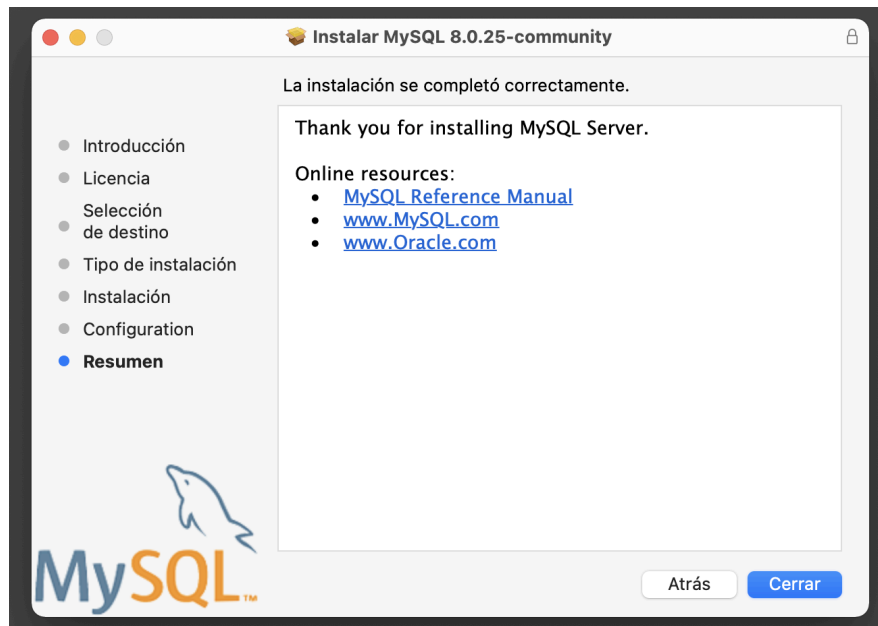 Instalar MySQL 8.0.25-community
La instalación se completó correctamente.
Introducción
Licencia
Selección
de destino
Tipo de instalación
Instalación
Configuration
Resumen
Thank you for installing MySQL Server.
Online resources:
• MySQL Reference Manual
• www.MySQL.com
• www.Oracle.com
MySQL™
Atrás
Cerrar